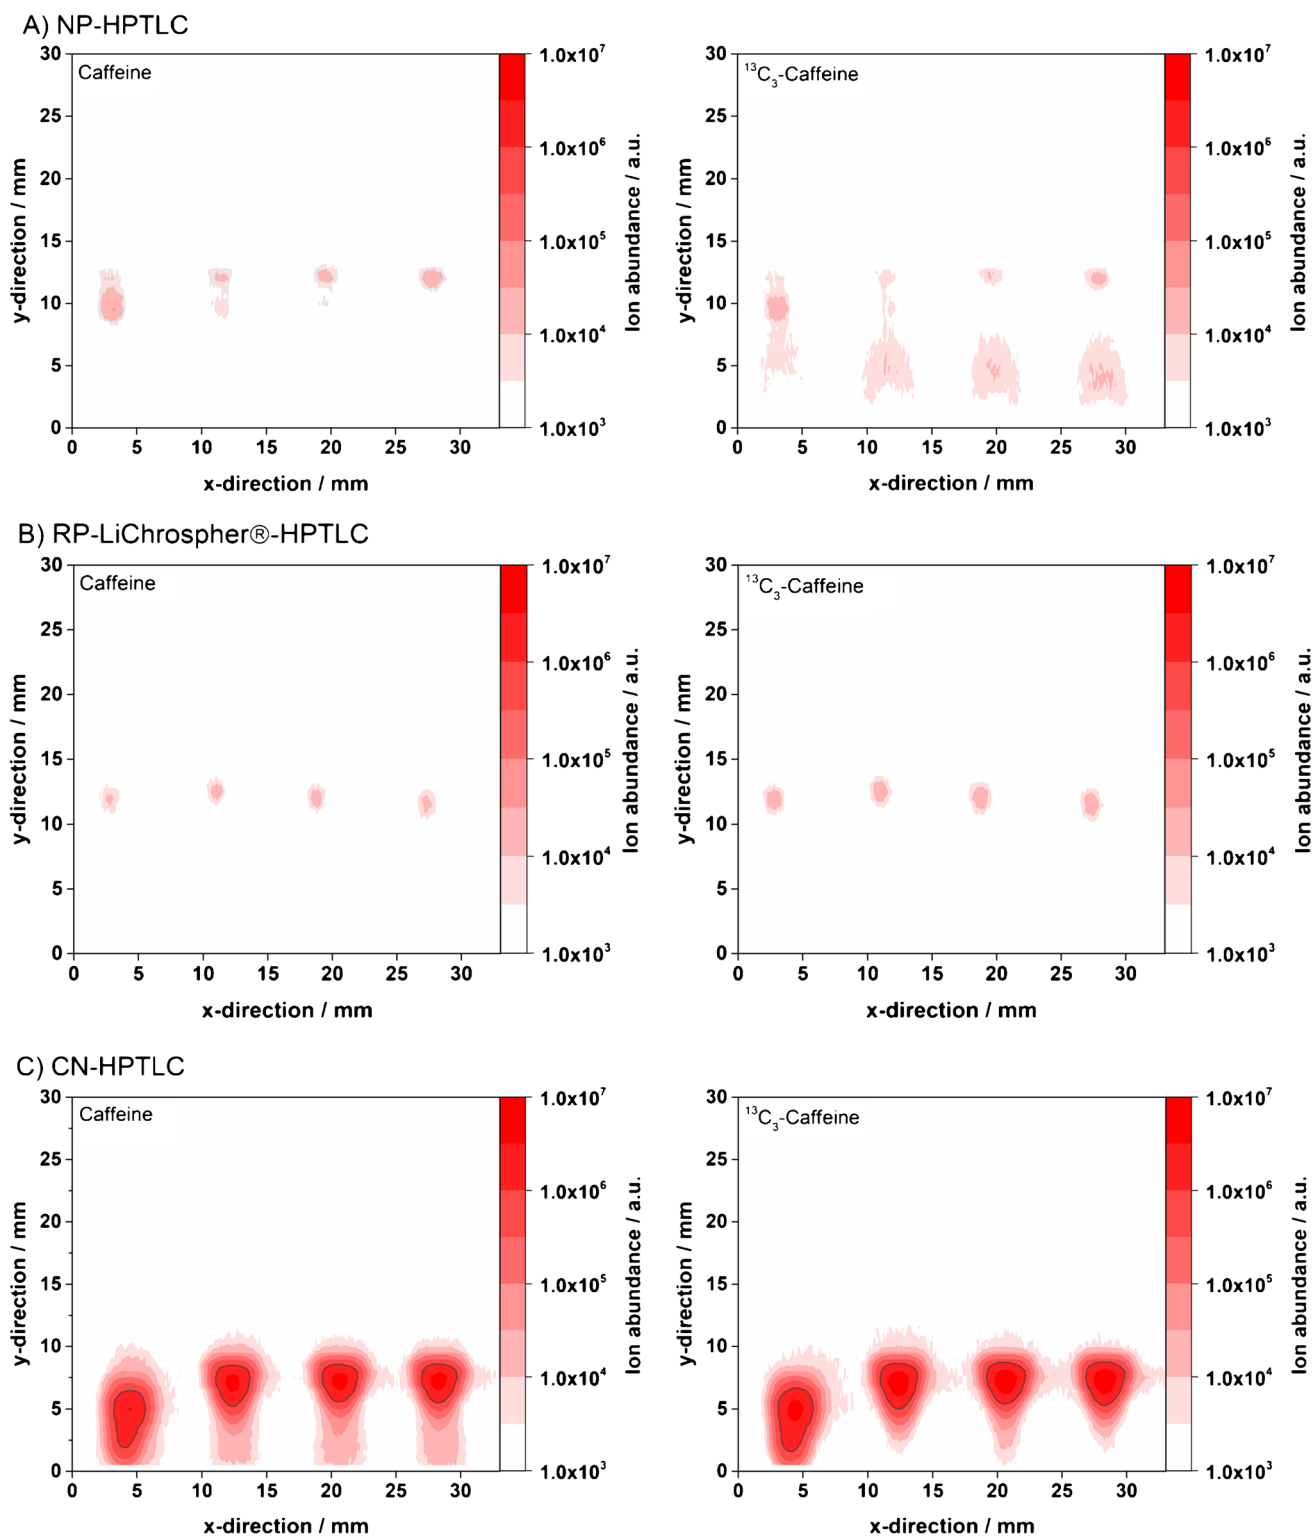 A) NP-HPTLC
Caffeine
30
25
20
15
10
5
0
0 5 10 15 20 25 30
x-direction / mm
y-direction / mm
1.0x10⁷
1.0x10⁶
1.0x10⁵
1.0x10⁴
1.0x10³
Ion abundance / a.u.
¹³C₃-Caffeine
30
25
20
15
10
5
0
0 5 10 15 20 25 30
x-direction / mm
y-direction / mm
1.0x10⁷
1.0x10⁶
1.0x10⁵
1.0x10⁴
1.0x10³
Ion abundance / a.u.
B) RP-LiChrospher®-HPTLC
Caffeine
30
25
20
15
10
5
0
0 5 10 15 20 25 30
x-direction / mm
y-direction / mm
1.0x10⁷
1.0x10⁶
1.0x10⁵
1.0x10⁴
1.0x10³
Ion abundance / a.u.
¹³C₃-Caffeine
30
25
20
15
10
5
0
0 5 10 15 20 25 30
x-direction / mm
y-direction / mm
1.0x10⁷
1.0x10⁶
1.0x10⁵
1.0x10⁴
1.0x10³
Ion abundance / a.u.
C) CN-HPTLC
Caffeine
30
25
20
15
10
5
0
0 5 10 15 20 25 30
x-direction / mm
y-direction / mm
1.0x10⁷
1.0x10⁶
1.0x10⁵
1.0x10⁴
1.0x10³
Ion abundance / a.u.
¹³C₃-Caffeine
30
25
20
15
10
5
0
0 5 10 15 20 25 30
x-direction / mm
y-direction / mm
1.0x10⁷
1.0x10⁶
1.0x10⁵
1.0x10⁴
1.0x10³
Ion abundance / a.u.